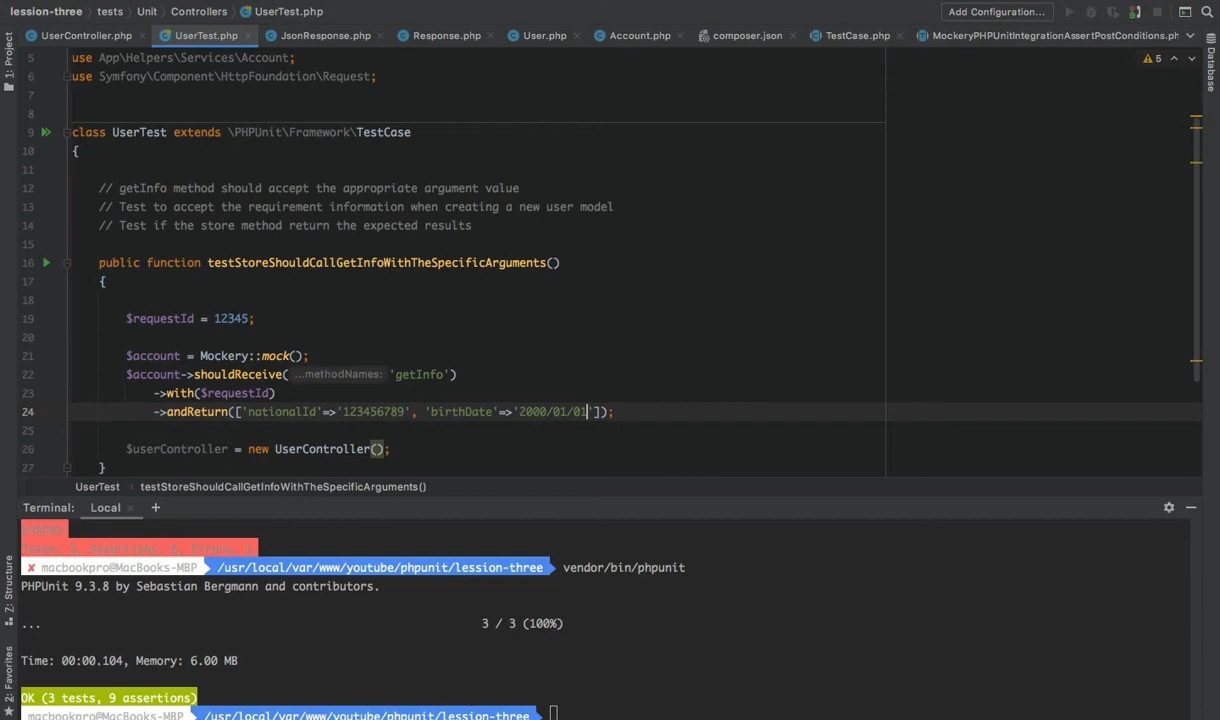 lession-three > tests > Unit > Controllers > UserTest.php
Add Configuration...
UserController.php × UserTest.php × JsonResponse.php × Response.php × User.php × Account.php × composer.json × TestCase.php × MockeryPHPUnitIntegrationAssertPostConditions.php
1: Project
Database
5 use App\Helpers\Services\Account;
5
6 use Symfony\Component\HttpFoundation\Request;
7
8
9 class UserTest extends \PHPUnit\Framework\TestCase
10 {
11
12 // getInfo method should accept the appropriate argument value
13 // Test to accept the requirement information when creating a new user model
14 // Test if the store method return the expected results
15
16 public function testStoreShouldCallGetInfoWithTheSpecificArguments()
17 {
18
19 $requestId = 12345;
20
21 $account = Mockery::mock();
22 $account->shouldReceive( ...methodNames: 'getInfo')
23 ->with($requestId)
24 ->andReturn(['nationalId'=>'123456789', 'birthDate'=>'2000/01/01']);
25
26 $userController = new UserController();
27 }
UserTest > testStoreShouldCallGetInfoWithTheSpecificArguments()
Terminal: Local × +
Z: Structure
2: Favorites
✘ macbookpro@MacBooks-MBP /usr/local/var/www/youtube/phpunit/lession-three vendor/bin/phpunit
PHPUnit 9.3.8 by Sebastian Bergmann and contributors.
... 3 / 3 (100%)
Time: 00:00.104, Memory: 6.00 MB
OK (3 tests, 9 assertions)
macbookpro@MacBooks-MBP /usr/local/var/www/youtube/phpunit/lession-three